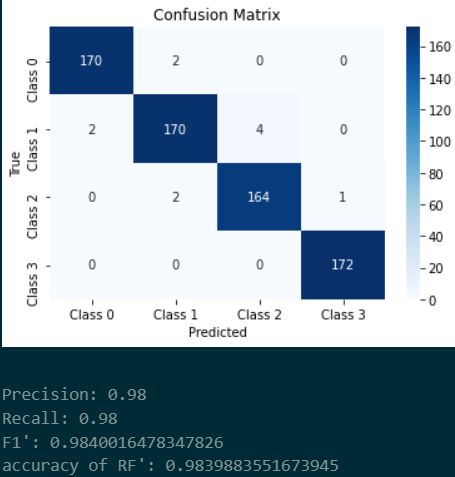 Confusion Matrix
Class 0 170 2 0 0
Class 1 2 170 4 0
Class 2 0 2 164 1
Class 3 0 0 0 172
True
Class 0 Class 1 Class 2 Class 3
Predicted
160
140
120
100
80
60
40
20
0
Precision: 0.98
Recall: 0.98
F1': 0.9840016478347826
accuracy of RF': 0.9839883551673945